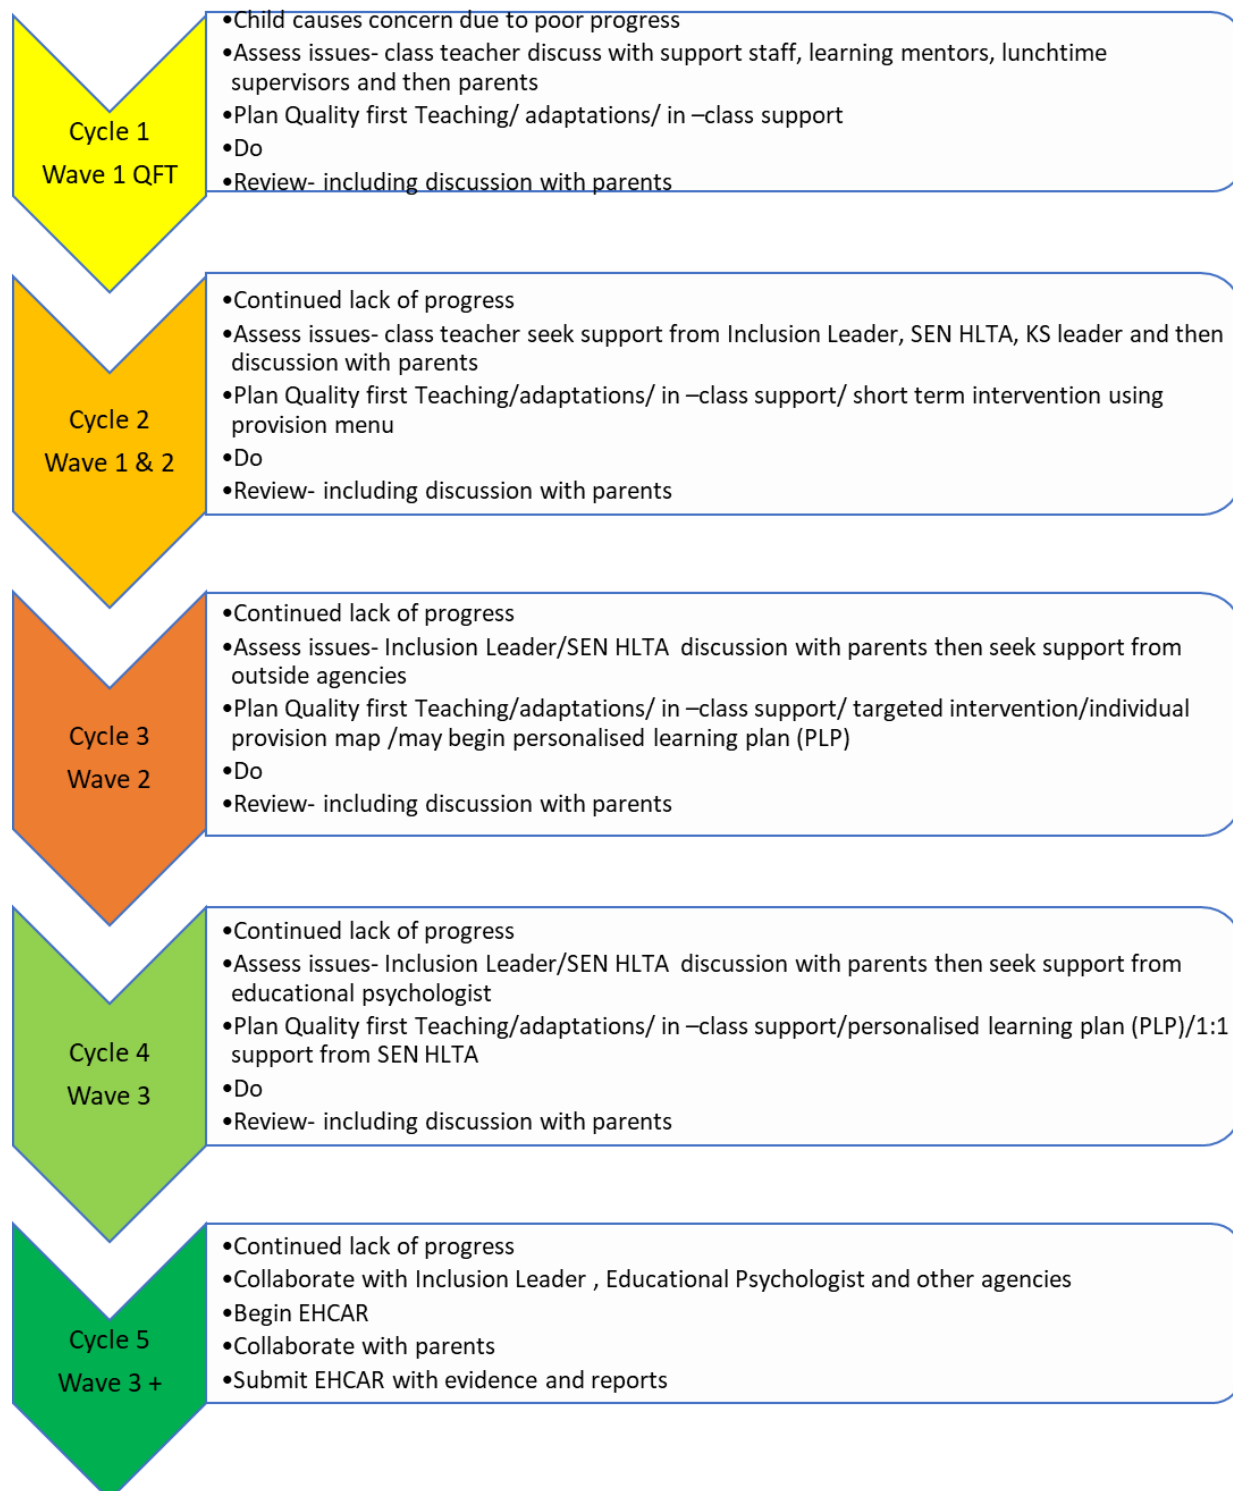 Cycle 1
Wave 1 QFT
•Child causes concern due to poor progress
•Assess issues- class teacher discuss with support staff, learning mentors, lunchtime
supervisors and then parents
•Plan Quality first Teaching/ adaptations/ in –class support
•Do
•Review- including discussion with parents
Cycle 2
Wave 1 & 2
•Continued lack of progress
•Assess issues- class teacher seek support from Inclusion Leader, SEN HLTA, KS leader and then
discussion with parents
•Plan Quality first Teaching/adaptations/ in –class support/ short term intervention using
provision menu
•Do
•Review- including discussion with parents
Cycle 3
Wave 2
•Continued lack of progress
•Assess issues- Inclusion Leader/SEN HLTA  discussion with parents then seek support from
outside agencies
•Plan Quality first Teaching/adaptations/ in –class support/ targeted intervention/individual
provision map /may begin personalised learning plan (PLP)
•Do
•Review- including discussion with parents
Cycle 4
Wave 3
•Continued lack of progress
•Assess issues- Inclusion Leader/SEN HLTA  discussion with parents then seek support from
educational psychologist
•Plan Quality first Teaching/adaptations/ in –class support/personalised learning plan (PLP)/1:1
support from SEN HLTA
•Do
•Review- including discussion with parents
Cycle 5
Wave 3 +
•Continued lack of progress
•Collaborate with Inclusion Leader , Educational Psychologist and other agencies
•Begin EHCAR
•Collaborate with parents
•Submit EHCAR with evidence and reports